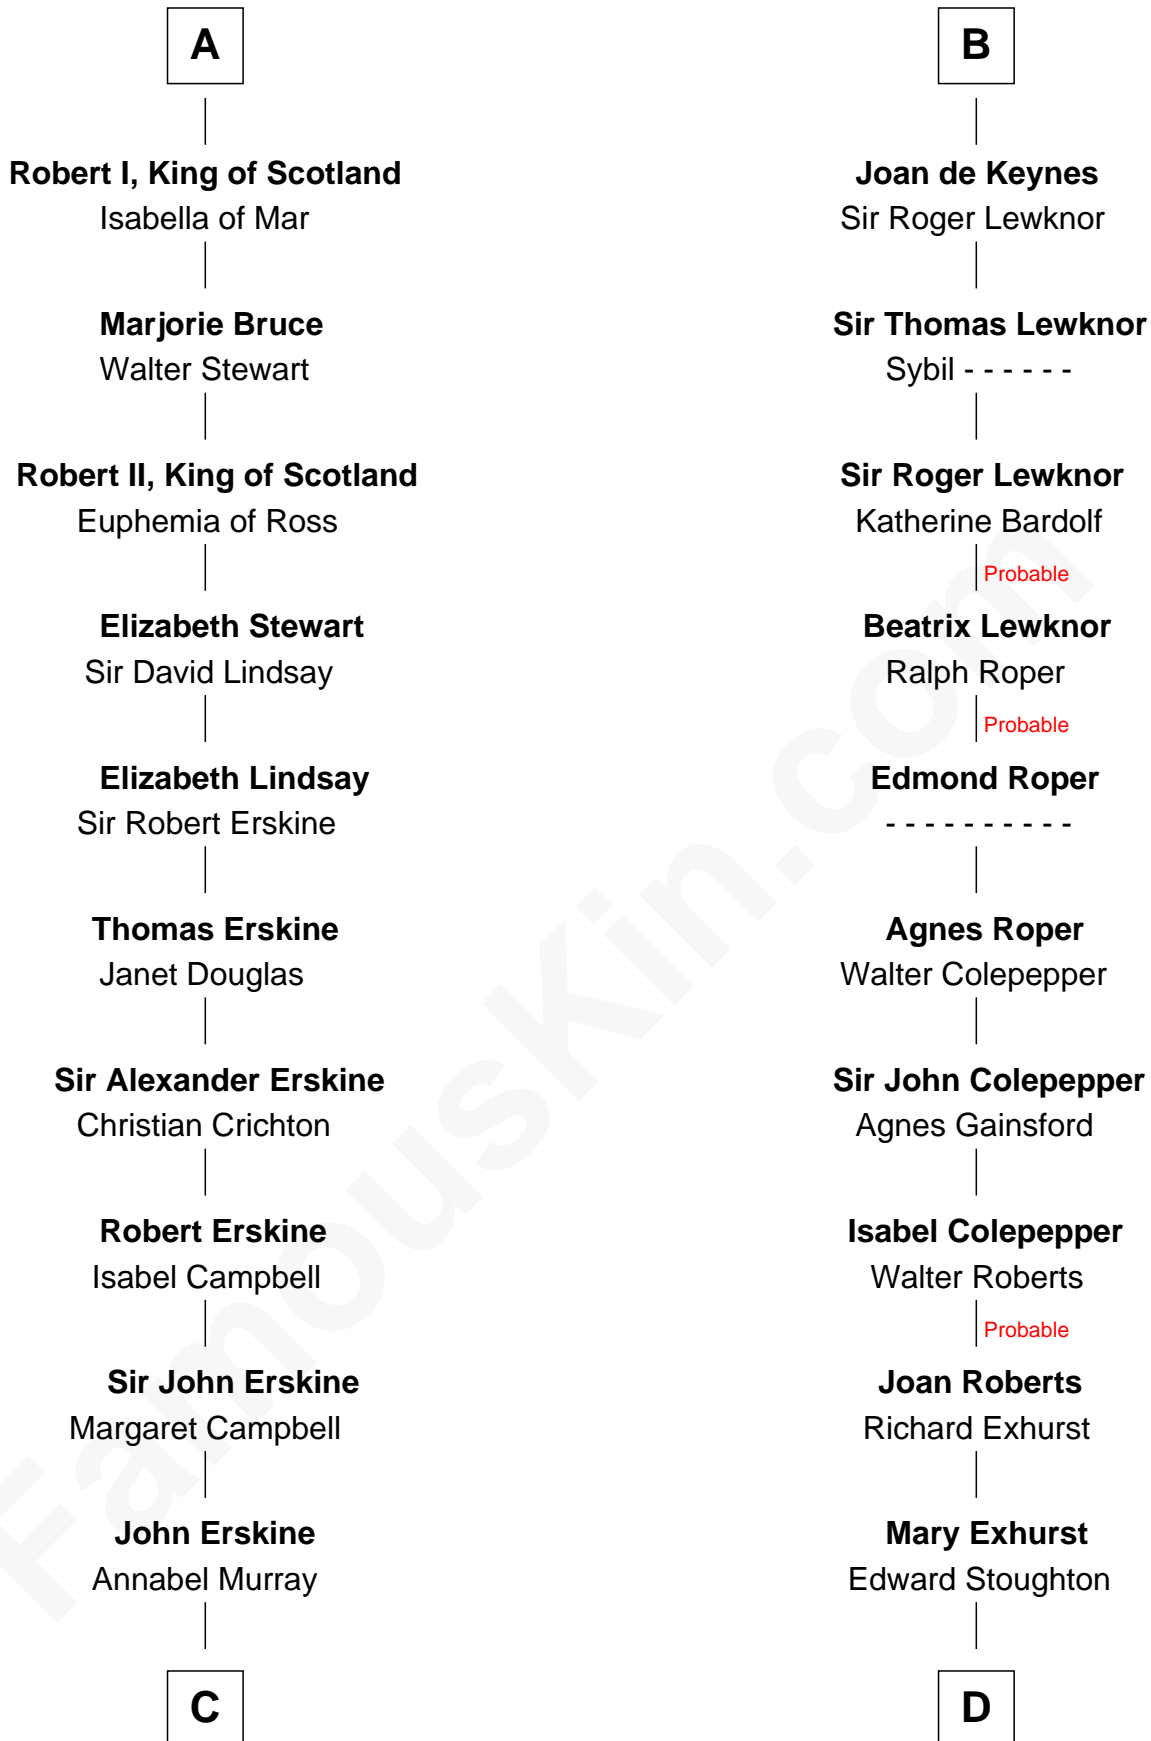 A
Robert I, King of Scotland
Isabella of Mar
Marjorie Bruce
Walter Stewart
Robert II, King of Scotland
Euphemia of Ross
Elizabeth Stewart
Sir David Lindsay
Elizabeth Lindsay
Sir Robert Erskine
Thomas Erskine
Janet Douglas
Sir Alexander Erskine
Christian Crichton
Robert Erskine
Isabel Campbell
Sir John Erskine
Margaret Campbell
John Erskine
Annabel Murray
C
B
Joan de Keynes
Sir Roger Lewknor
Sir Thomas Lewknor
Sybil - - - - - -
Sir Roger Lewknor
Katherine Bardolf
Probable
Beatrix Lewknor
Ralph Roper
Probable
Edmond Roper
- - - - - - - - - -
Agnes Roper
Walter Colepepper
Sir John Colepepper
Agnes Gainsford
Isabel Colepepper
Walter Roberts
Probable
Joan Roberts
Richard Exhurst
Mary Exhurst
Edward Stoughton
D
FamousKin.com